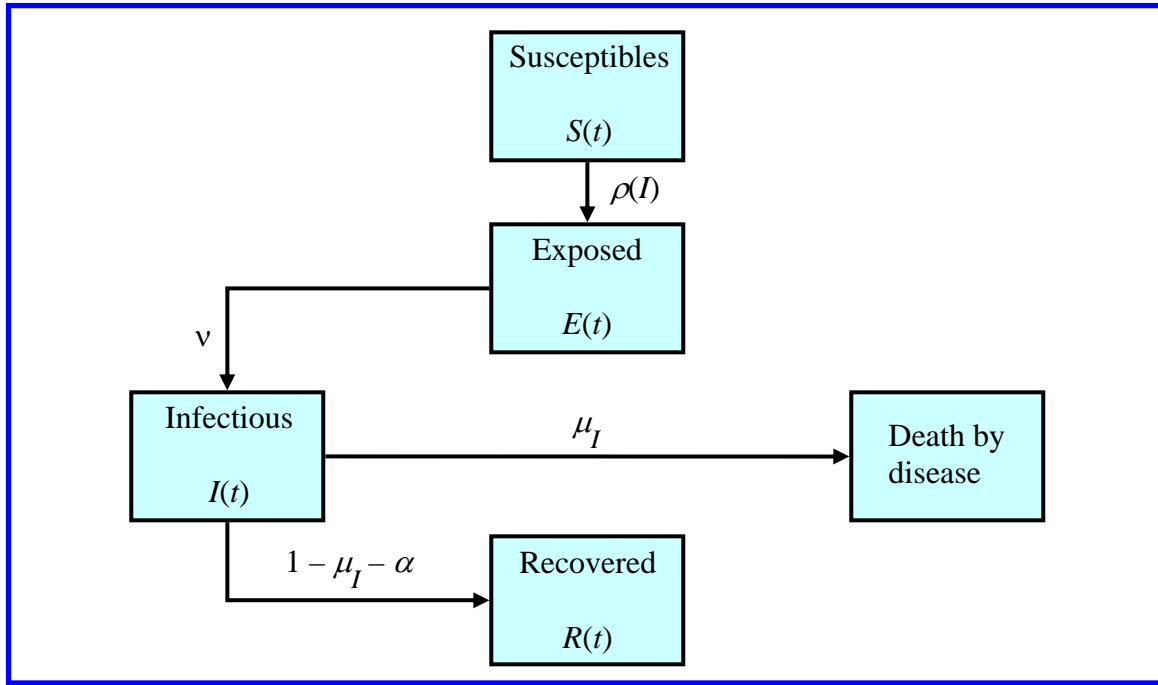 Susceptibles
S(t)
ρ(I)
Exposed
E(t)
ν
Infectious
I(t)
μ_I
Death by
disease
1 – μ_I – α
Recovered
R(t)